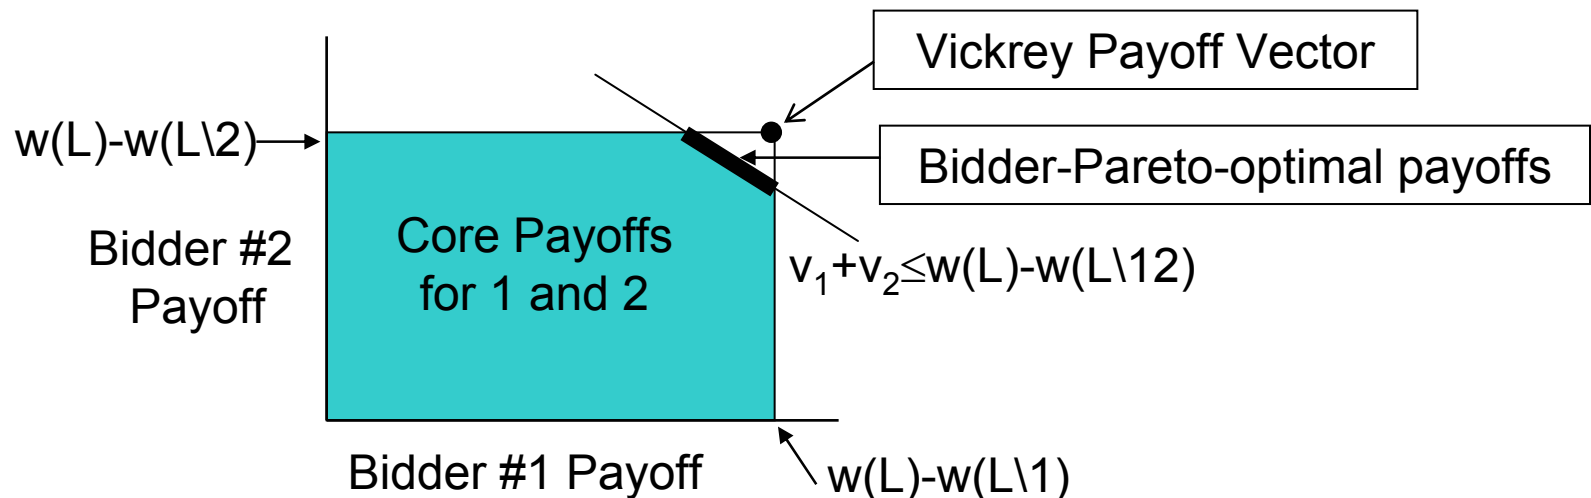 Vickrey Payoff Vector
w(L)-w(L\2)
Bidder-Pareto-optimal payoffs
Bidder #2
Payoff
Core Payoffs
for 1 and 2
v₁+v₂≤w(L)-w(L\12)
Bidder #1 Payoff
w(L)-w(L\1)